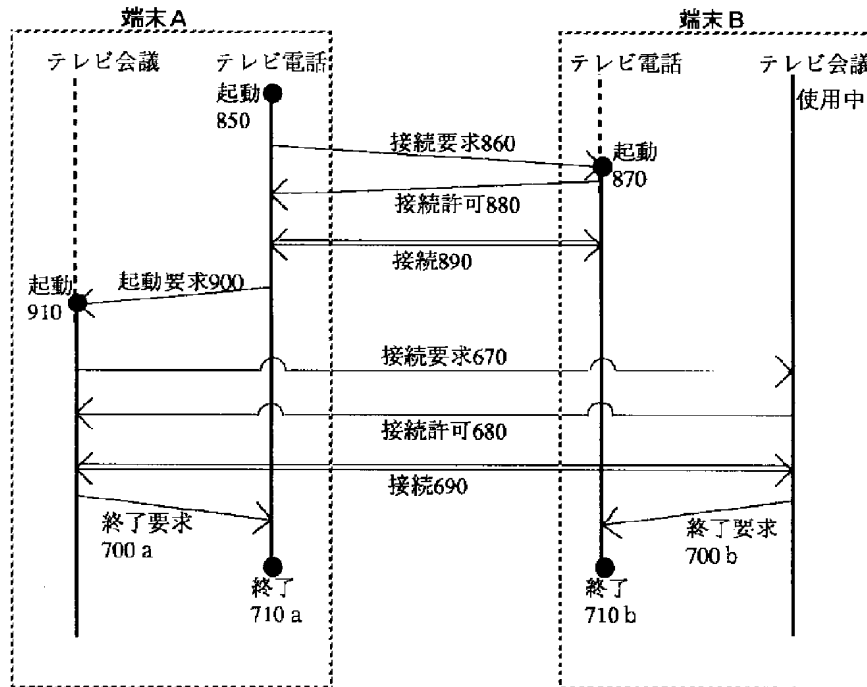 端末A
端末B
テレビ会議
テレビ電話
テレビ電話
テレビ会議
使用中
起動
850
接続要求860
起動
870
接続許可880
接続890
起動要求900
起動
910
接続要求670
接続許可680
接続690
終了要求
700a
終了要求
700b
終了
710a
終了
710b